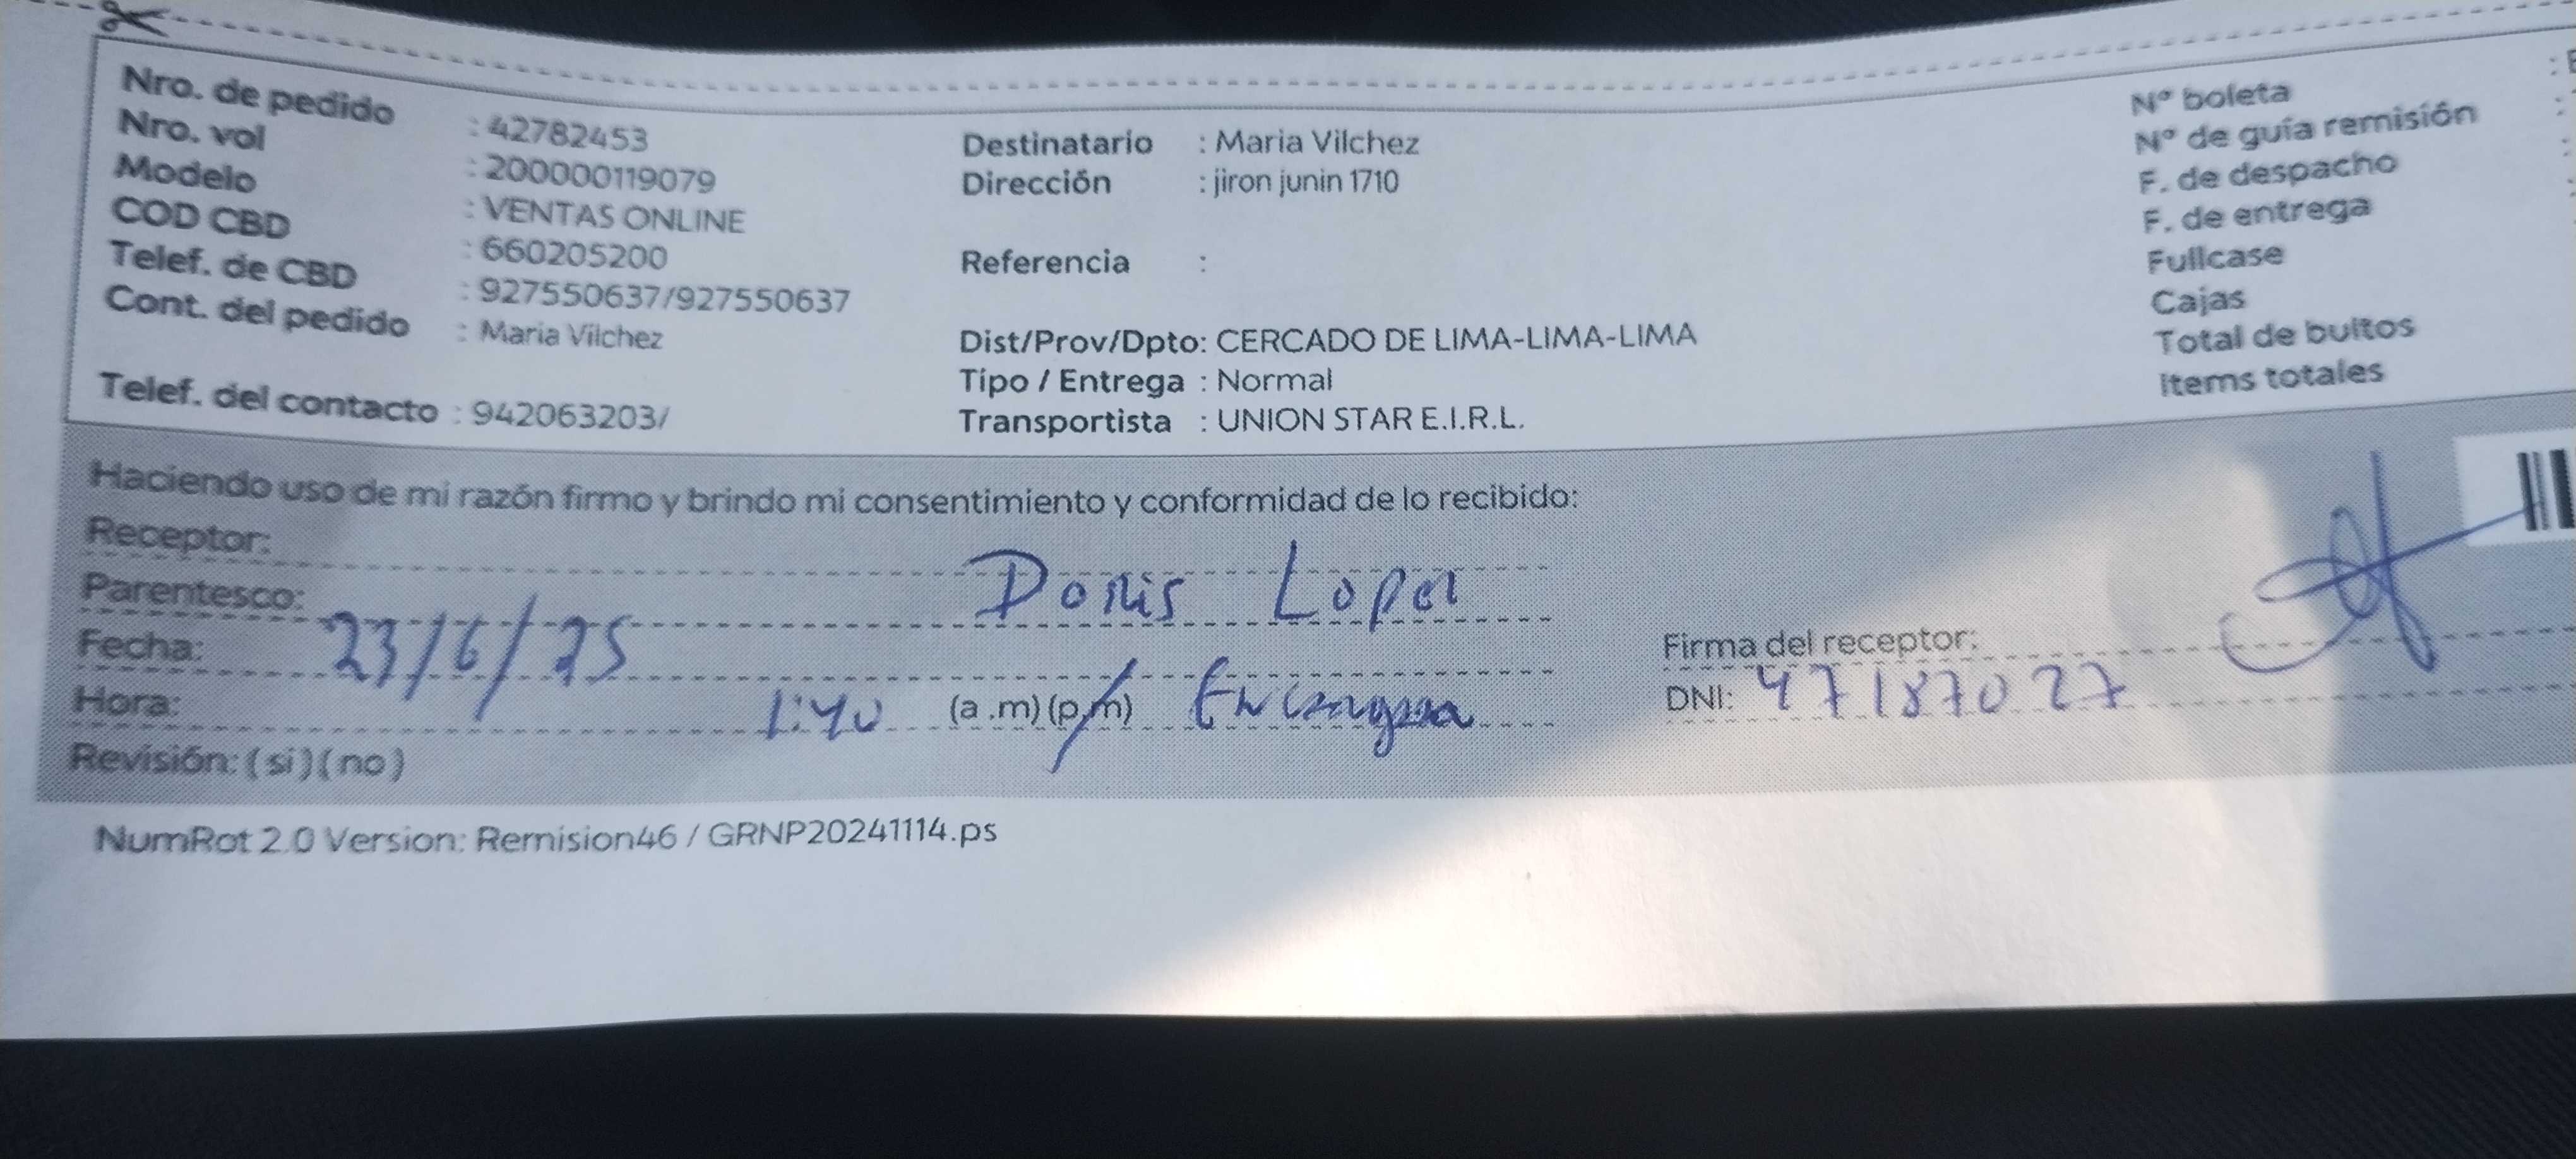 Nro. de pedido : 42782453
Nro. vol : 200000119079
Modelo : VENTAS ONLINE
COD CBD : 660205200
Telef. de CBD : 927550637/927550637
Cont. del pedido : Maria Vilchez
Telef. del contacto : 942063203/
Destinatario : Maria Vilchez
Dirección : jiron junin 1710
Referencia :
Dist/Prov/Dpto: CERCADO DE LIMA-LIMA-LIMA
Tipo / Entrega : Normal
Transportista : UNION STAR E.I.R.L.
N° boleta :
N° de guía remisión :
F. de despacho :
F. de entrega :
Fullcase
Cajas
Total de bultos
Items totales
Haciendo uso de mi razón firmo y brindo mi consentimiento y conformidad de lo recibido:
Receptor:
Parentesco: Doris Lopez
Fecha: 23/6/25
Hora: 1:40 (a .m) (p.m)
Revisión: ( si ) ( no )
Firma del receptor:
DNI: 47187027
NumRot 2.0 Version: Remision46 / GRNP20241114.ps